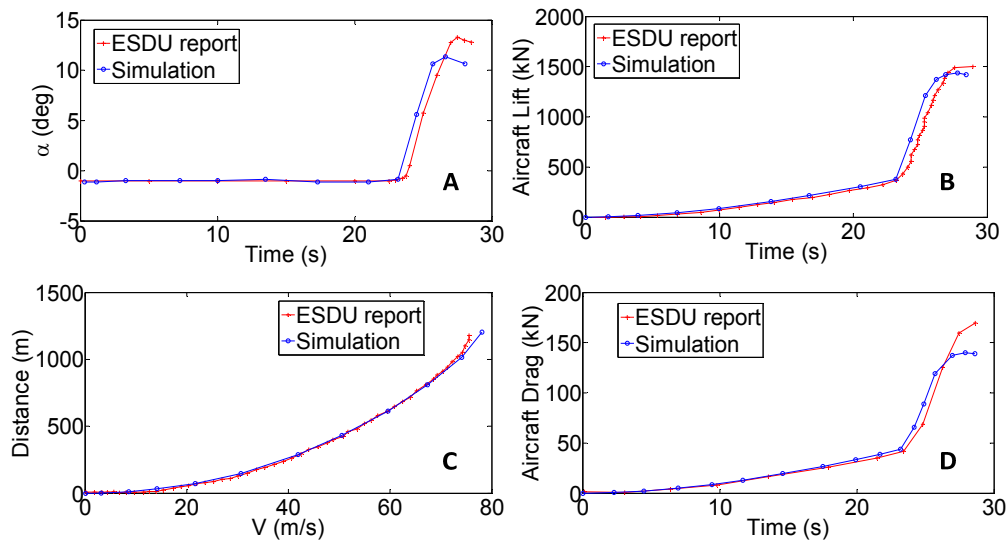 15
10
5
0
-5
α (deg)
ESDU report
Simulation
A
0
10
20
30
Time (s)
2000
1500
1000
500
0
Aircraft Lift (kN)
ESDU report
Simulation
B
0
10
20
30
Time (s)
1500
1000
500
0
Distance (m)
ESDU report
Simulation
C
0
20
40
60
80
V (m/s)
200
150
100
50
0
Aircraft Drag (kN)
ESDU report
Simulation
D
0
10
20
30
Time (s)